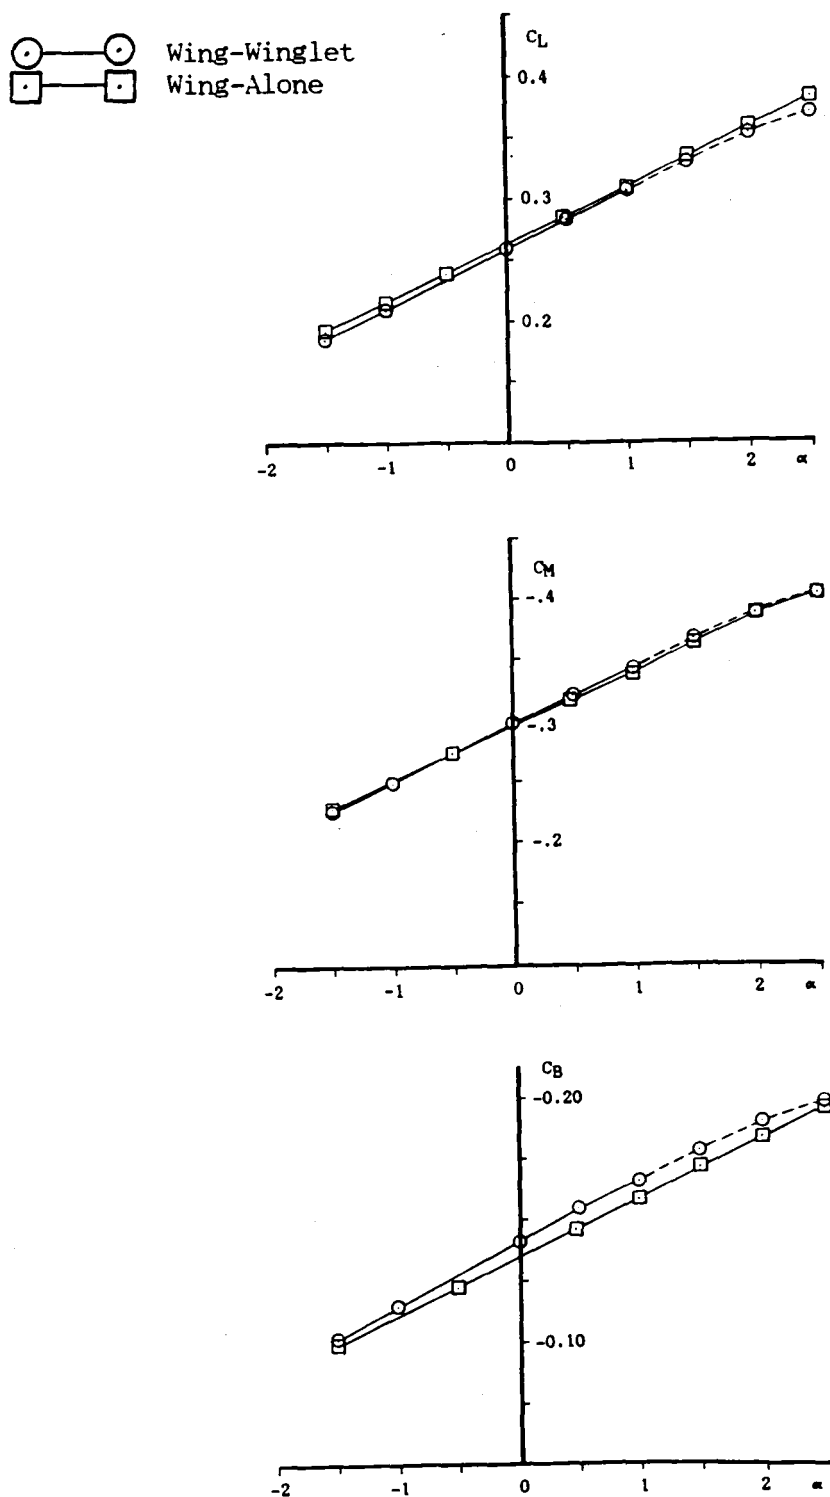 Wing-Winglet
Wing-Alone
CL
0.4
0.3
0.2
-2 -1 0 1 2 α
CM
-.4
-.3
-.2
-2 -1 0 1 2 α
CB
-0.20
-0.10
-2 -1 0 1 2 α